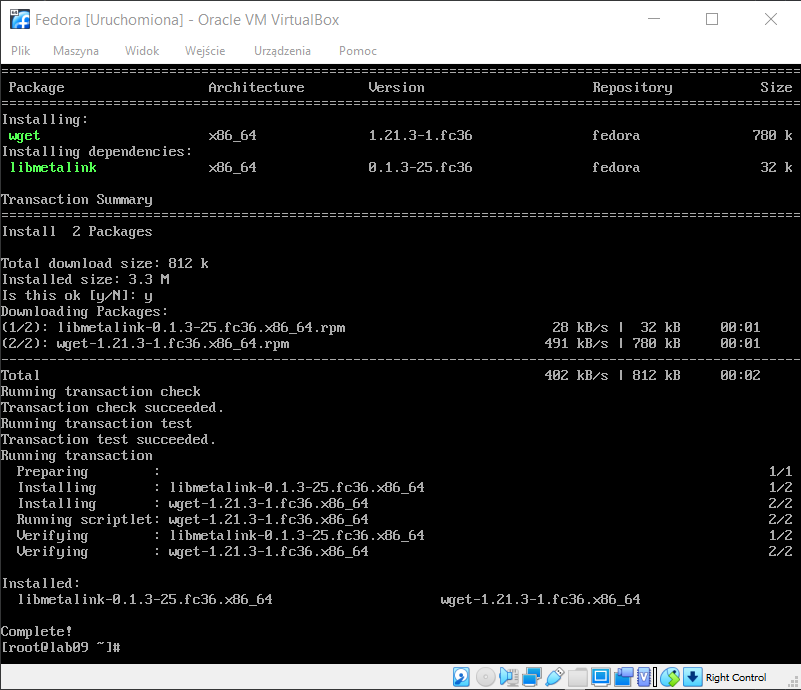 Fedora [Uruchomiona] - Oracle VM VirtualBox
Plik Maszyna Widok Wejście Urządzenia Pomoc
================================================================================
Package Architecture Version Repository Size
================================================================================
Installing:
wget x86_64 1.21.3-1.fc36 fedora 780 k
Installing dependencies:
libmetalink x86_64 0.1.3-25.fc36 fedora 32 k
Transaction Summary
================================================================================
Install 2 Packages
Total download size: 812 k
Installed size: 3.3 M
Is this ok [y/N]: y
Downloading Packages:
(1/2): libmetalink-0.1.3-25.fc36.x86_64.rpm 28 kB/s | 32 kB 00:01
(2/2): wget-1.21.3-1.fc36.x86_64.rpm 491 kB/s | 780 kB 00:01
--------------------------------------------------------------------------------
Total 402 kB/s | 812 kB 00:02
Running transaction check
Transaction check succeeded.
Running transaction test
Transaction test succeeded.
Running transaction
Preparing : 1/1
Installing : libmetalink-0.1.3-25.fc36.x86_64 1/2
Installing : wget-1.21.3-1.fc36.x86_64 2/2
Running scriptlet: wget-1.21.3-1.fc36.x86_64 2/2
Verifying : libmetalink-0.1.3-25.fc36.x86_64 1/2
Verifying : wget-1.21.3-1.fc36.x86_64 2/2
Installed:
libmetalink-0.1.3-25.fc36.x86_64 wget-1.21.3-1.fc36.x86_64
Complete!
[root@lab09 ~]#
Right Control